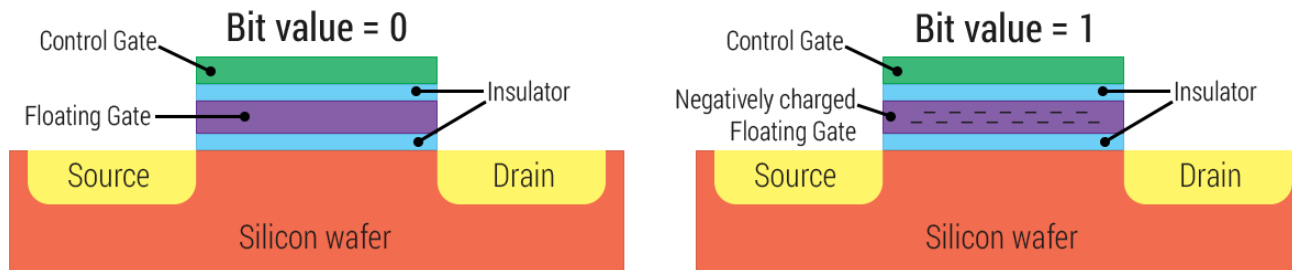 Bit value = 0
Control Gate
Insulator
Floating Gate
Source
Drain
Silicon wafer
Bit value = 1
Control Gate
Insulator
Negatively charged
Floating Gate
Source
Drain
Silicon wafer